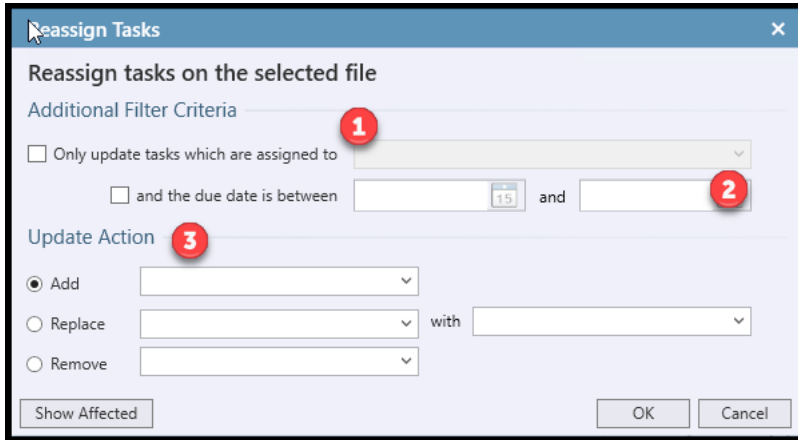 Reassign Tasks
Reassign tasks on the selected file
Additional Filter Criteria
1
Only update tasks which are assigned to
and the due date is between 15 and 2
Update Action 3
Add
Replace with
Remove
Show Affected OK Cancel